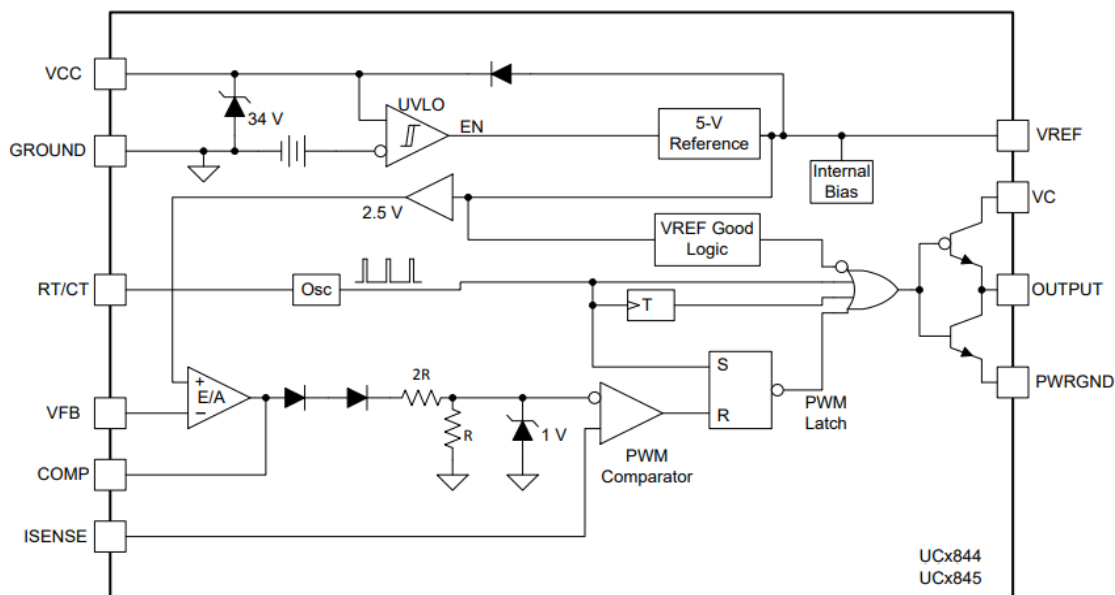 VCC
UVLO
34 V
EN
5-V
Reference
GROUND
VREF
Internal
Bias
2.5 V
VC
VREF Good
Logic
RT/CT
Osc
T
OUTPUT
2R
S
PWRGND
+
E/A
−
VFB
R
1 V
R
PWM
Latch
PWM
Comparator
COMP
ISENSE
UCx844
UCx845